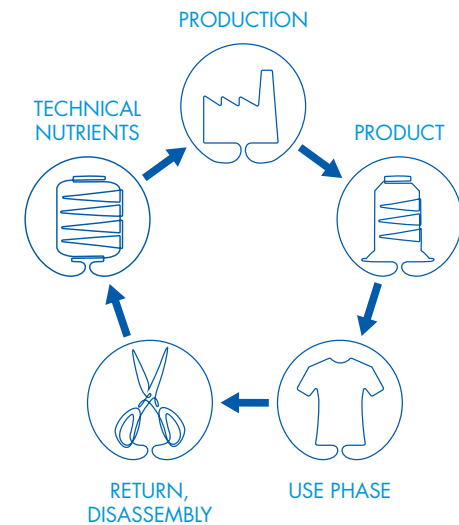 PRODUCTION
TECHNICAL
NUTRIENTS
PRODUCT
RETURN,
DISASSEMBLY
USE PHASE